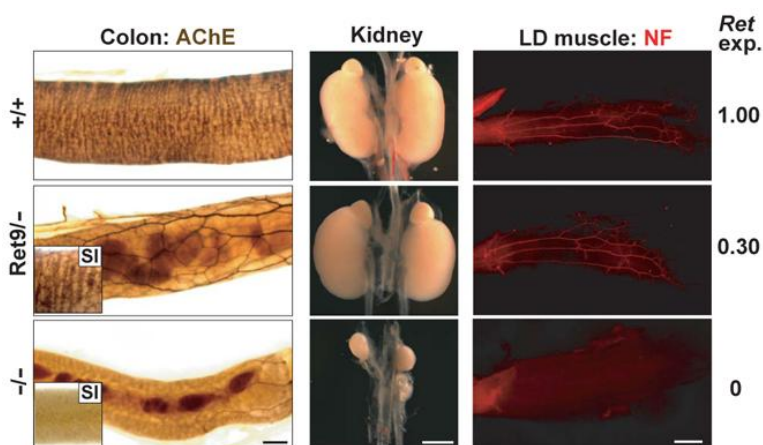 Colon: AChE
Kidney
LD muscle: NF
Ret
exp.
+/+
1.00
Ret9/–
SI
0.30
–/–
SI
0